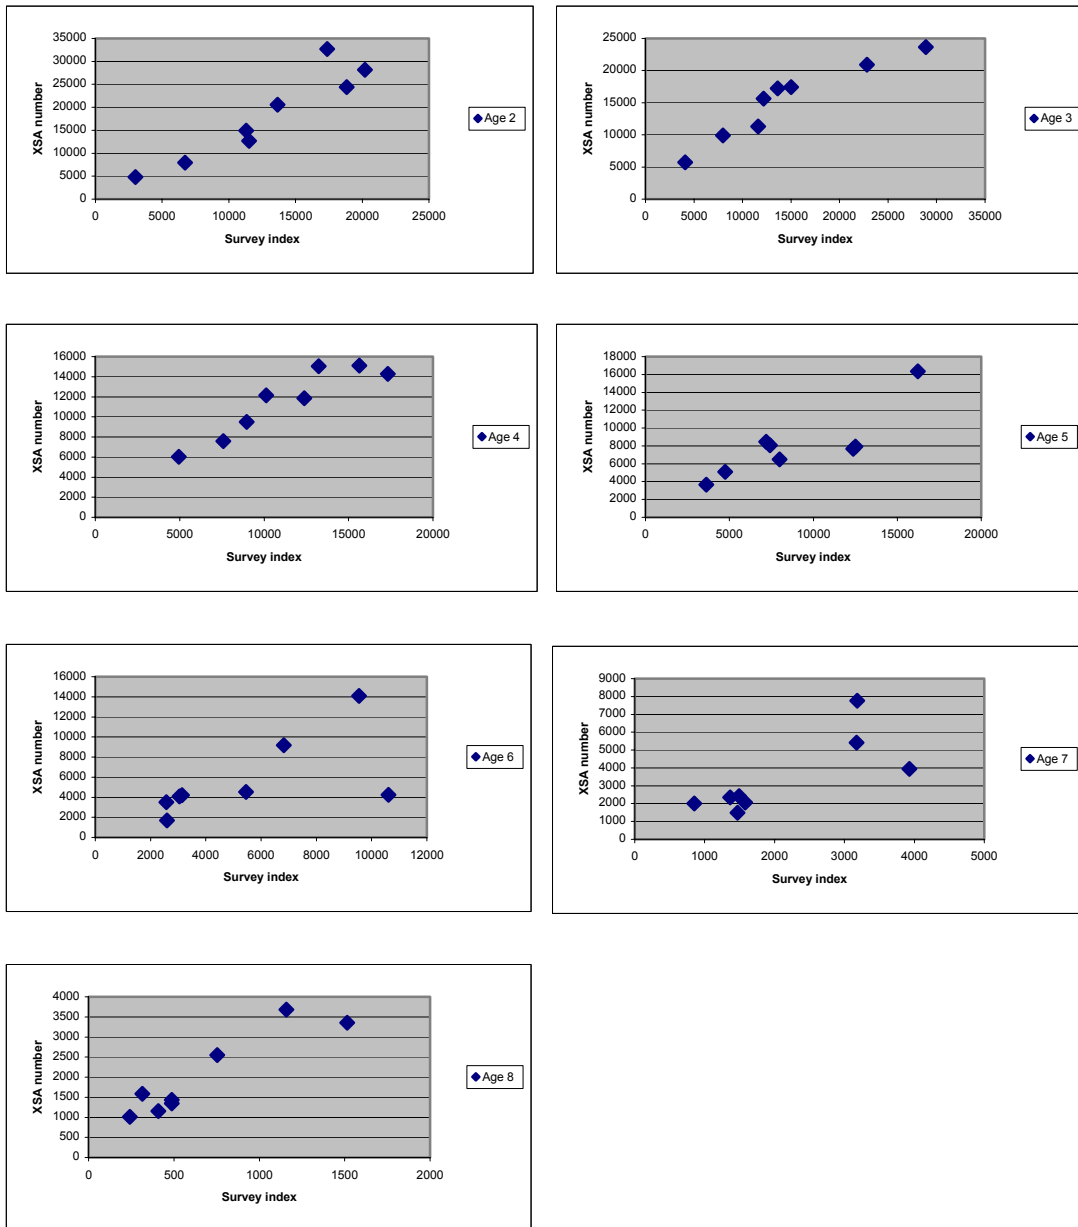 35000
30000
25000
20000
15000
10000
5000
0
XSA number
0 5000 10000 15000 20000 25000
Survey index
Age 2
25000
20000
15000
10000
5000
0
XSA number
0 5000 10000 15000 20000 25000 30000 35000
Survey index
Age 3
16000
14000
12000
10000
8000
6000
4000
2000
0
XSA number
0 5000 10000 15000 20000
Survey index
Age 4
18000
16000
14000
12000
10000
8000
6000
4000
2000
0
XSA number
0 5000 10000 15000 20000
Survey index
Age 5
16000
14000
12000
10000
8000
6000
4000
2000
0
XSA number
0 2000 4000 6000 8000 10000 12000
Survey index
Age 6
9000
8000
7000
6000
5000
4000
3000
2000
1000
0
XSA number
0 1000 2000 3000 4000 5000
Survey index
Age 7
4000
3500
3000
2500
2000
1500
1000
500
0
XSA number
0 500 1000 1500 2000
Survey index
Age 8